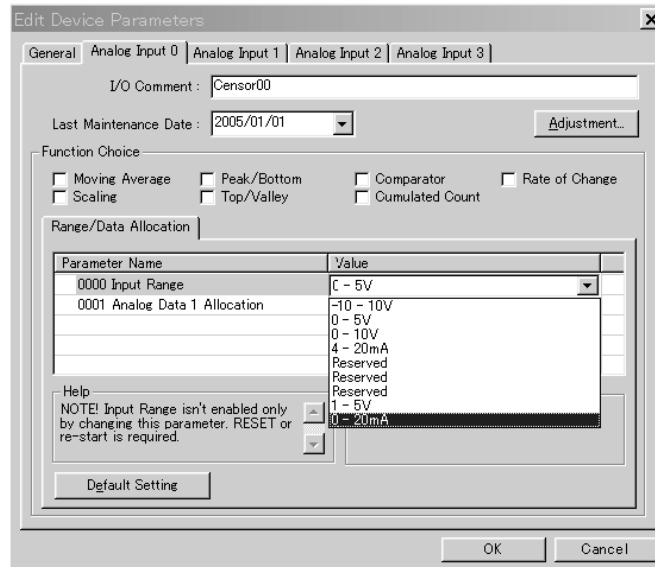 Edit Device Parameters
General Analog Input 0 Analog Input 1 Analog Input 2 Analog Input 3
I/O Comment : Censor00
Last Maintenance Date : 2005/01/01 Adjustment...
Function Choice
Moving Average Peak/Bottom Comparator Rate of Change
Scaling Top/Valley Cumulated Count
Range/Data Allocation
Parameter Name Value
0000 Input Range 0 - 5V
0001 Analog Data 1 Allocation
-10 - 10V
0 - 5V
0 - 10V
4 - 20mA
Reserved
Reserved
Reserved
1 - 5V
0 - 20mA
Help
NOTE! Input Range isn't enabled only
by changing this parameter. RESET or
re-start is required.
Default Setting
OK Cancel